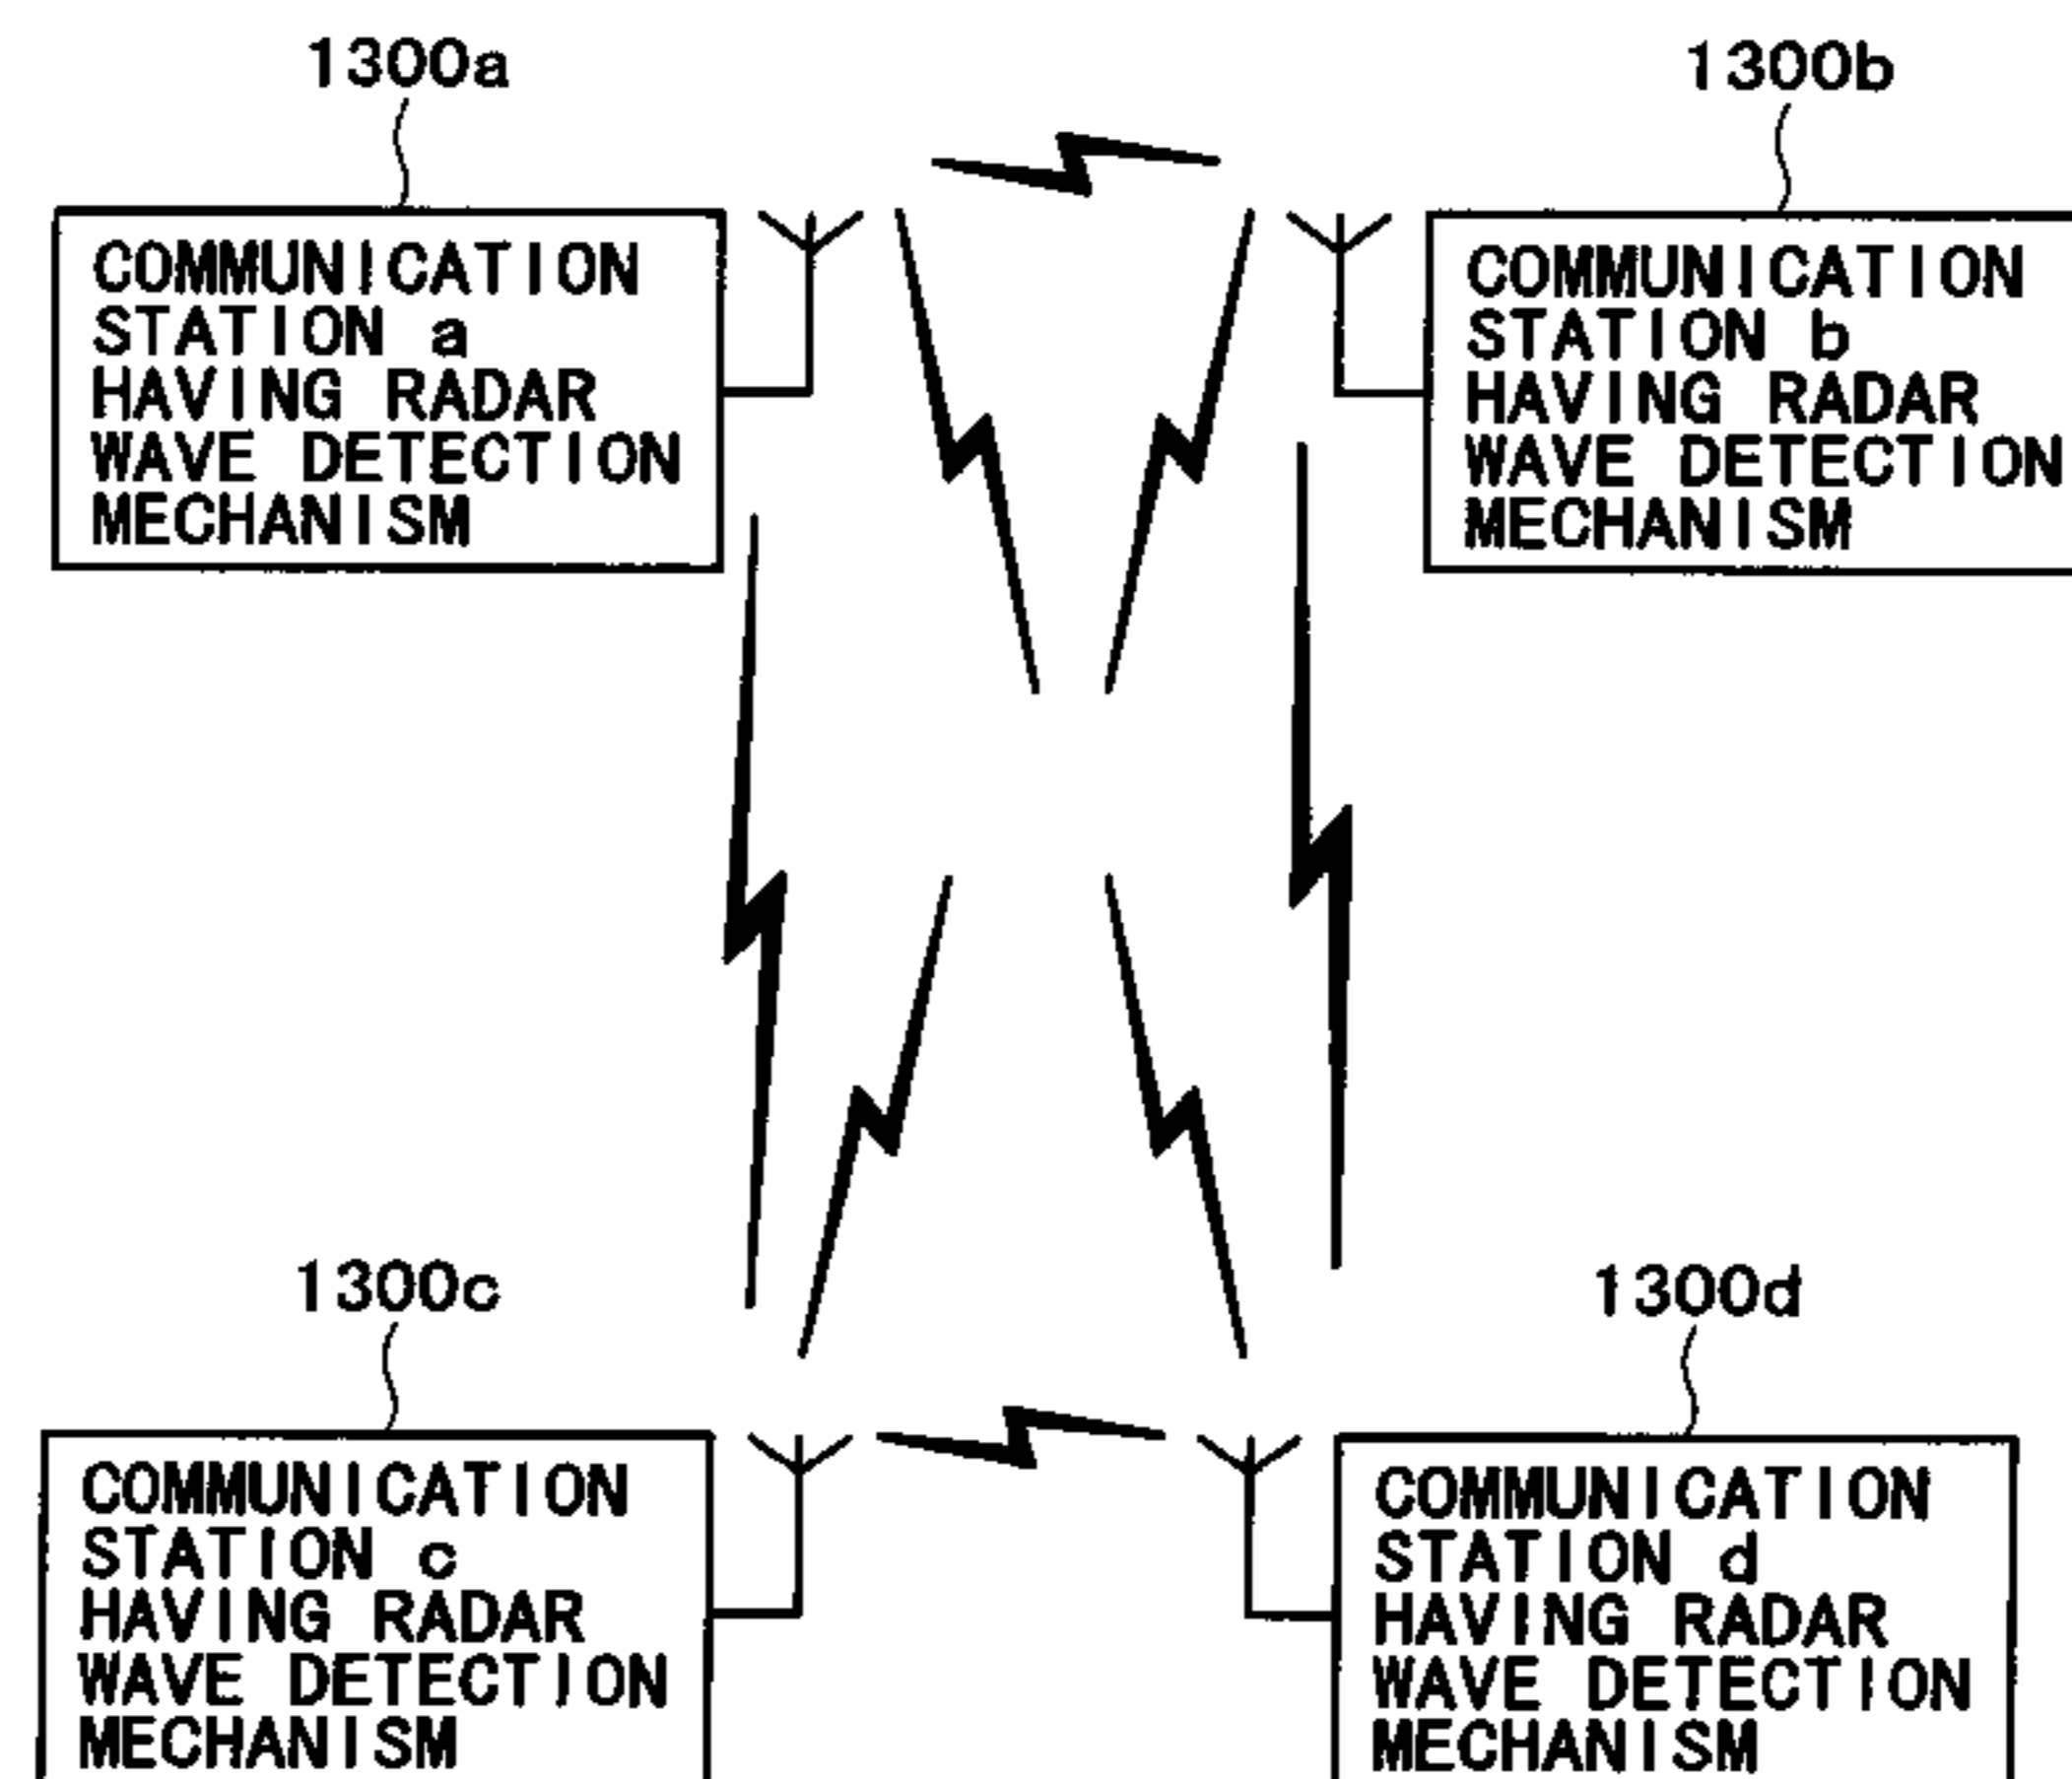 1300a
1300b
COMMUNICATION
STATION a
HAVING RADAR
WAVE DETECTION
MECHANISM
COMMUNICATION
STATION b
HAVING RADAR
WAVE DETECTION
MECHANISM
1300c
1300d
COMMUNICATION
STATION c
HAVING RADAR
WAVE DETECTION
MECHANISM
COMMUNICATION
STATION d
HAVING RADAR
WAVE DETECTION
MECHANISM